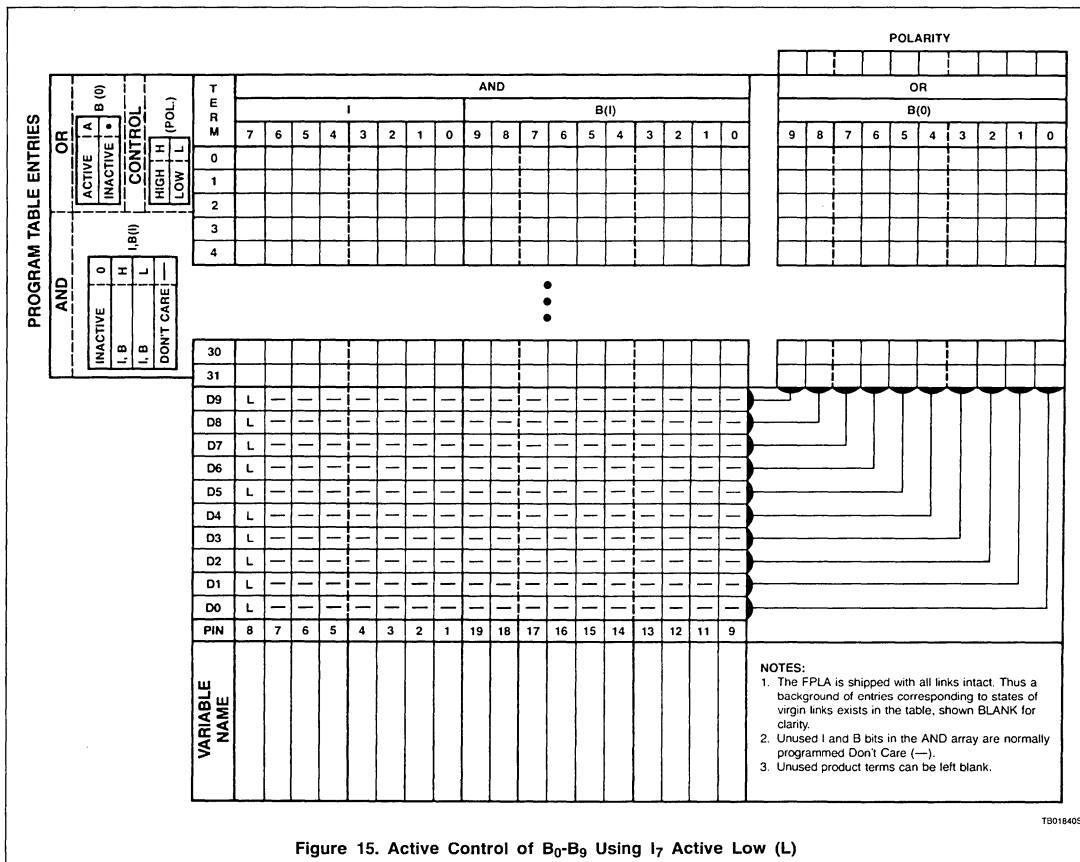 POLARITY
PROGRAM TABLE ENTRIES
OR
ACTIVE A
INACTIVE •
B (0)
CONTROL
HIGH H
LOW L
(POL.)
AND
INACTIVE 0
I, B H
I, B L
DON'T CARE —
I,B(I)
TERM AND OR
I B(I) B(0)
7 6 5 4 3 2 1 0 9 8 7 6 5 4 3 2 1 0 9 8 7 6 5 4 3 2 1 0
0
1
2
3
4
30
31
D9 L — — — — — — — — — — — — — — — — —
D8 L — — — — — — — — — — — — — — — — —
D7 L — — — — — — — — — — — — — — — — —
D6 L — — — — — — — — — — — — — — — — —
D5 L — — — — — — — — — — — — — — — — —
D4 L — — — — — — — — — — — — — — — — —
D3 L — — — — — — — — — — — — — — — — —
D2 L — — — — — — — — — — — — — — — — —
D1 L — — — — — — — — — — — — — — — — —
D0 L — — — — — — — — — — — — — — — — —
PIN 8 7 6 5 4 3 2 1 19 18 17 16 15 14 13 12 11 9
VARIABLE NAME
NOTES:
1. The FPLA is shipped with all links intact. Thus a
background of entries corresponding to states of
virgin links exists in the table, shown BLANK for
clarity.
2. Unused I and B bits in the AND array are normally
programmed Don't Care (—).
3. Unused product terms can be left blank.
TB01840S
Figure 15. Active Control of B0-B9 Using I7 Active Low (L)